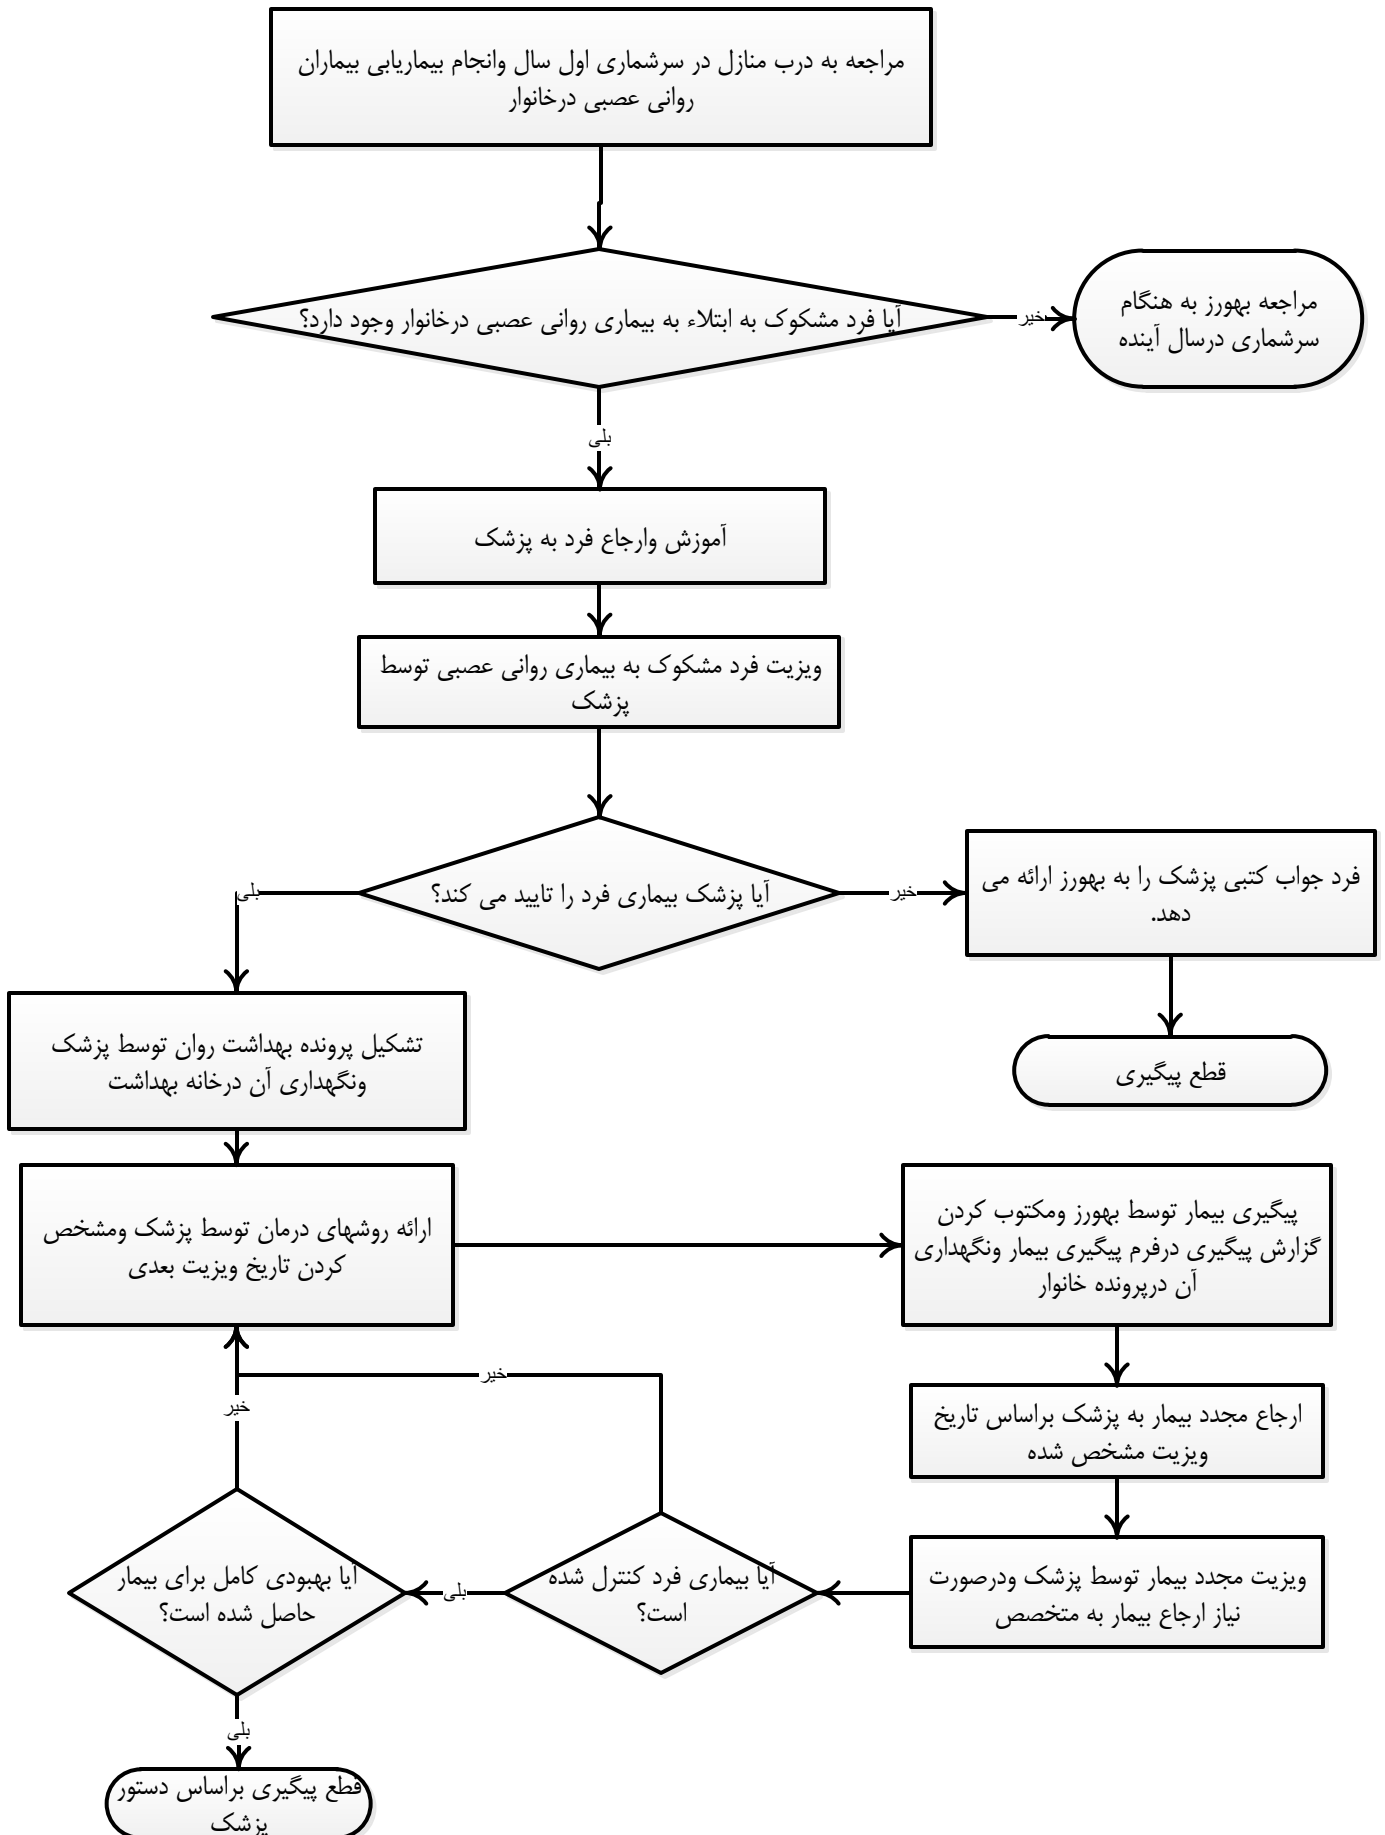 مراجعه به درب منازل در سرشماری اول سال وانجام بیماریابی بیماران
روانی عصبی درخانوار
آیا فرد مشکوک به ابتلاء به بیماری روانی عصبی درخانوار وجود دارد؟
خیر
مراجعه بهورز به هنگام
سرشماری درسال آینده
بلی
آموزش وارجاع فرد به پزشک
ویزیت فرد مشکوک به بیماری روانی عصبی توسط
پزشک
آیا پزشک بیماری فرد را تایید می کند؟
خیر
فرد جواب کتبی پزشک را به بهورز ارائه می
دهد.
قطع پیگیری
بلی
تشکیل پرونده بهداشت روان توسط پزشک
ونگهداری آن درخانه بهداشت
ارائه روشهای درمان توسط پزشک ومشخص
کردن تاریخ ویزیت بعدی
پیگیری بیمار توسط بهورز ومکتوب کردن
گزارش پیگیری درفرم پیگیری بیمار ونگهداری
آن درپرونده خانوار
ارجاع مجدد بیمار به پزشک براساس تاریخ
ویزیت مشخص شده
ویزیت مجدد بیمار توسط پزشک ودرصورت
نیاز ارجاع بیمار به متخصص
آیا بیماری فرد کنترل شده
است؟
خیر
بلی
آیا بهبودی کامل برای بیمار
حاصل شده است؟
خیر
بلی
قطع پیگیری براساس دستور
پزشک